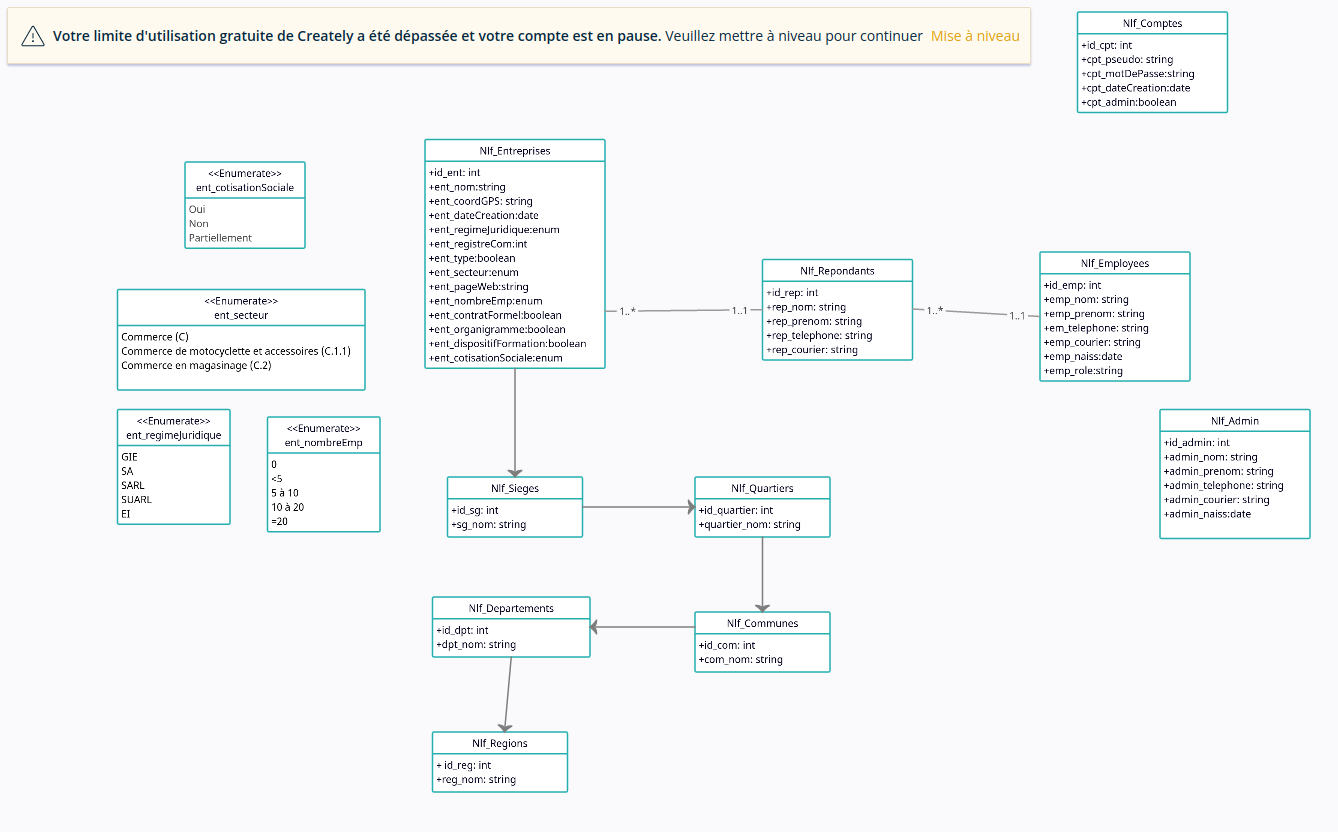 Votre limite d'utilisation gratuite de Creately a été dépassée et votre compte est en pause. Veuillez mettre à niveau pour continuer Mise à niveau
Nlf_Comptes
+id_cpt: int
+cpt_pseudo: string
+cpt_motDePasse:string
+cpt_dateCreation:date
+cpt_admin:boolean
Nlf_Entreprises
+id_ent: int
+ent_nom:string
+ent_coordGPS: string
+ent_dateCreation:date
+ent_regimeJuridique:enum
+ent_registreCom:int
+ent_type:boolean
+ent_secteur:enum
+ent_pageWeb:string
+ent_nombreEmp:enum
+ent_contratFormel:boolean
+ent_organigramme:boolean
+ent_dispositifFormation:boolean
+ent_cotisationSociale:enum
<<Enumerate>>
ent_cotisationSociale
Oui
Non
Partiellement
<<Enumerate>>
ent_secteur
Commerce (C)
Commerce de motocyclette et accessoires (C.1.1)
Commerce en magasinage (C.2)
1..*
1..1
Nlf_Repondants
+id_rep: int
+rep_nom: string
+rep_prenom: string
+rep_telephone: string
+rep_courier: string
1..*
1..1
Nlf_Employees
+id_emp: int
+emp_nom: string
+emp_prenom: string
+em_telephone: string
+emp_courier: string
+emp_naiss:date
+emp_role:string
<<Enumerate>>
ent_regimeJuridique
GIE
SA
SARL
SUARL
EI
<<Enumerate>>
ent_nombreEmp
0
<5
5 à 10
10 à 20
=20
Nlf_Admin
+id_admin: int
+admin_nom: string
+admin_prenom: string
+admin_telephone: string
+admin_courier: string
+admin_naiss:date
Nlf_Sieges
+id_sg: int
+sg_nom: string
Nlf_Quartiers
+id_quartier: int
+quartier_nom: string
Nlf_Departements
+id_dpt: int
+dpt_nom: string
Nlf_Communes
+id_com: int
+com_nom: string
Nlf_Regions
+ id_reg: int
+reg_nom: string